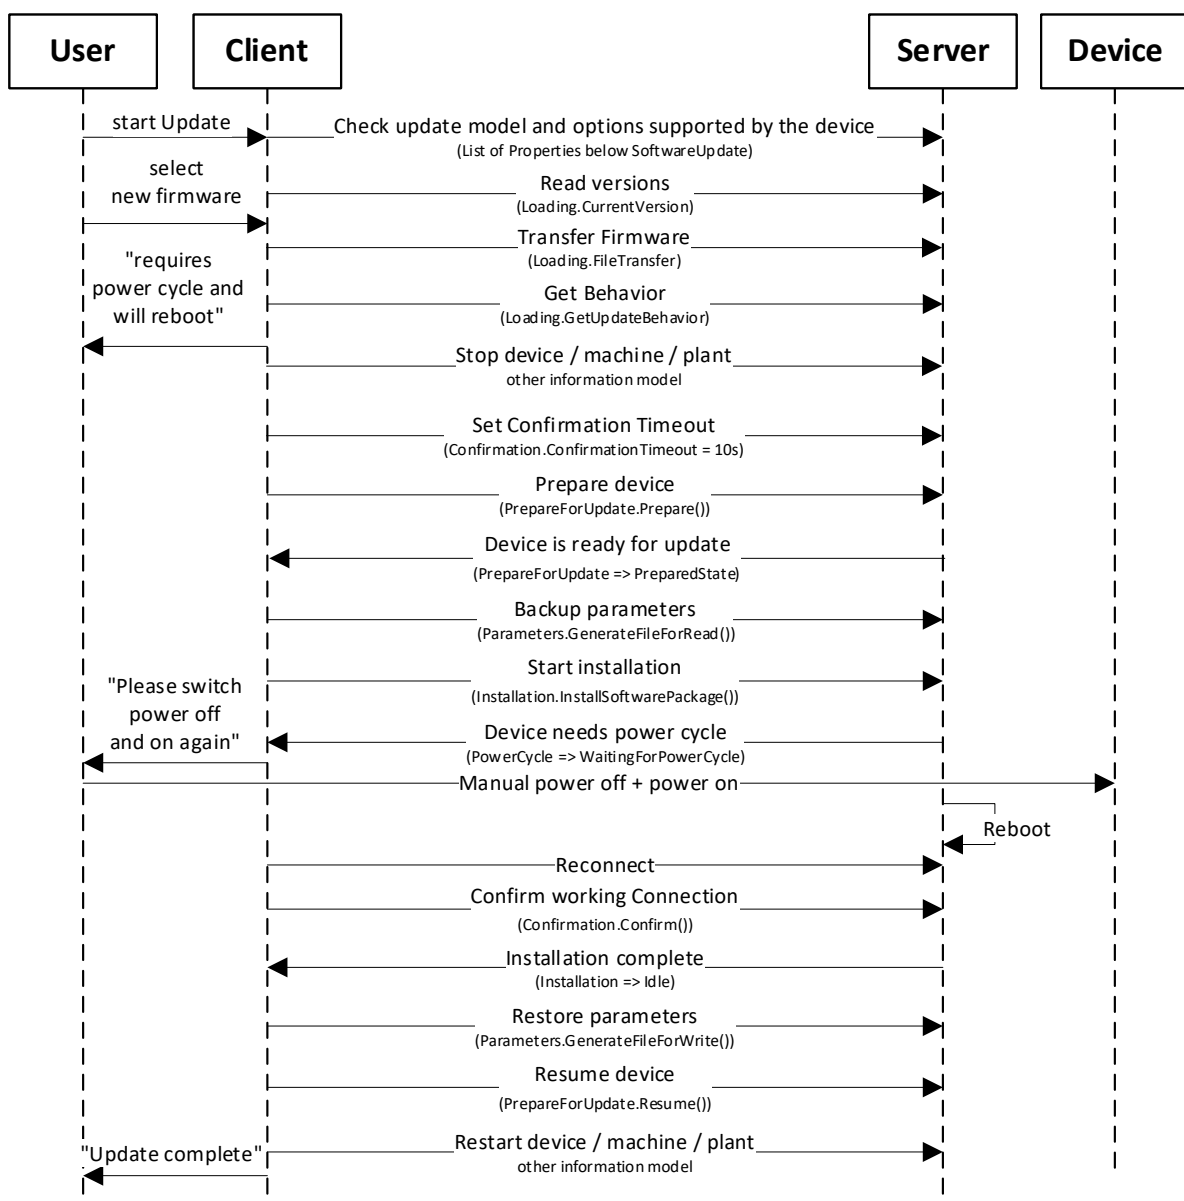 User
Client
Server
Device
start Update
Check update model and options supported by the device
(List of Properties below SoftwareUpdate)
select
new firmware
Read versions
(Loading.CurrentVersion)
Transfer Firmware
(Loading.FileTransfer)
"requires
power cycle and
will reboot"
Get Behavior
(Loading.GetUpdateBehavior)
Stop device / machine / plant
other information model
Set Confirmation Timeout
(Confirmation.ConfirmationTimeout = 10s)
Prepare device
(PrepareForUpdate.Prepare())
Device is ready for update
(PrepareForUpdate => PreparedState)
Backup parameters
(Parameters.GenerateFileForRead())
Start installation
(Installation.InstallSoftwarePackage())
"Please switch
power off
and on again"
Device needs power cycle
(PowerCycle => WaitingForPowerCycle)
Manual power off + power on
Reboot
Reconnect
Confirm working Connection
(Confirmation.Confirm())
Installation complete
(Installation => Idle)
Restore parameters
(Parameters.GenerateFileForWrite())
Resume device
(PrepareForUpdate.Resume())
"Update complete"
Restart device / machine / plant
other information model